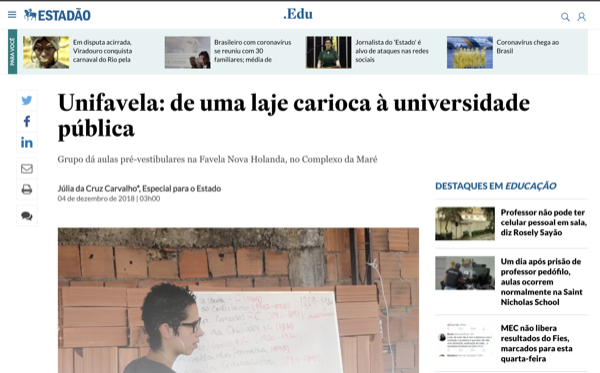 ESTADÃO
.Edu
PARA VOCÊ
Em disputa acirrada,
Viradouro conquista
carnaval do Rio pela
Brasileiro com coronavírus
se reuniu com 30
familiares; média de
Jornalista do 'Estado' é
alvo de ataques nas redes
sociais
Coronavírus chega ao
Brasil
Unifavela: de uma laje carioca à universidade
pública
Grupo dá aulas pré-vestibulares na Favela Nova Holanda, no Complexo da Maré
Júlia da Cruz Carvalho*, Especial para o Estado
04 de dezembro de 2018 | 03h00
DESTAQUES EM EDUCAÇÃO
Professor não pode ter
celular pessoal em sala,
diz Rosely Sayão
Um dia após prisão de
professor pedófilo,
aulas ocorrem
normalmente na Saint
Nicholas School
MEC não libera
resultados do Fies,
marcados para esta
quarta-feira